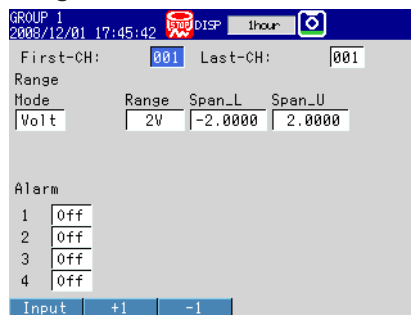 GROUP 1
2008/12/01 17:45:42 STOP DISP 1hour
First-CH: 001 Last-CH: 001
Range
Mode Range Span_L Span_U
Volt 2V -2.0000 2.0000
Alarm
1 Off
2 Off
3 Off
4 Off
Input +1 -1